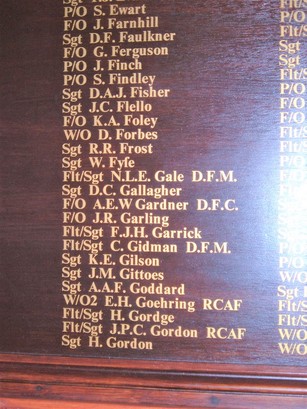 P/O S. Ewart
F/O J. Farnhill
Sgt D.F. Faulkner
F/O G. Ferguson
P/O J. Finch
P/O S. Findley
Sgt D.A.J. Fisher
Sgt J.C. Flello
F/O K.A. Foley
W/O D. Forbes
Sgt R.R. Frost
Sgt W. Fyfe
Flt/Sgt N.L.E. Gale D.F.M.
Sgt D.C. Gallagher
F/O A.E.W Gardner D.F.C.
F/O J.R. Garling
Flt/Sgt F.J.H. Garrick
Flt/Sgt C. Gidman D.F.M.
Sgt K.E. Gilson
Sgt J.M. Gittoes
Sgt A.A.F. Goddard
W/O2 E.H. Goehring RCAF
Flt/Sgt H. Gordge
Flt/Sgt J.P.C. Gordon RCAF
Sgt H. Gordon